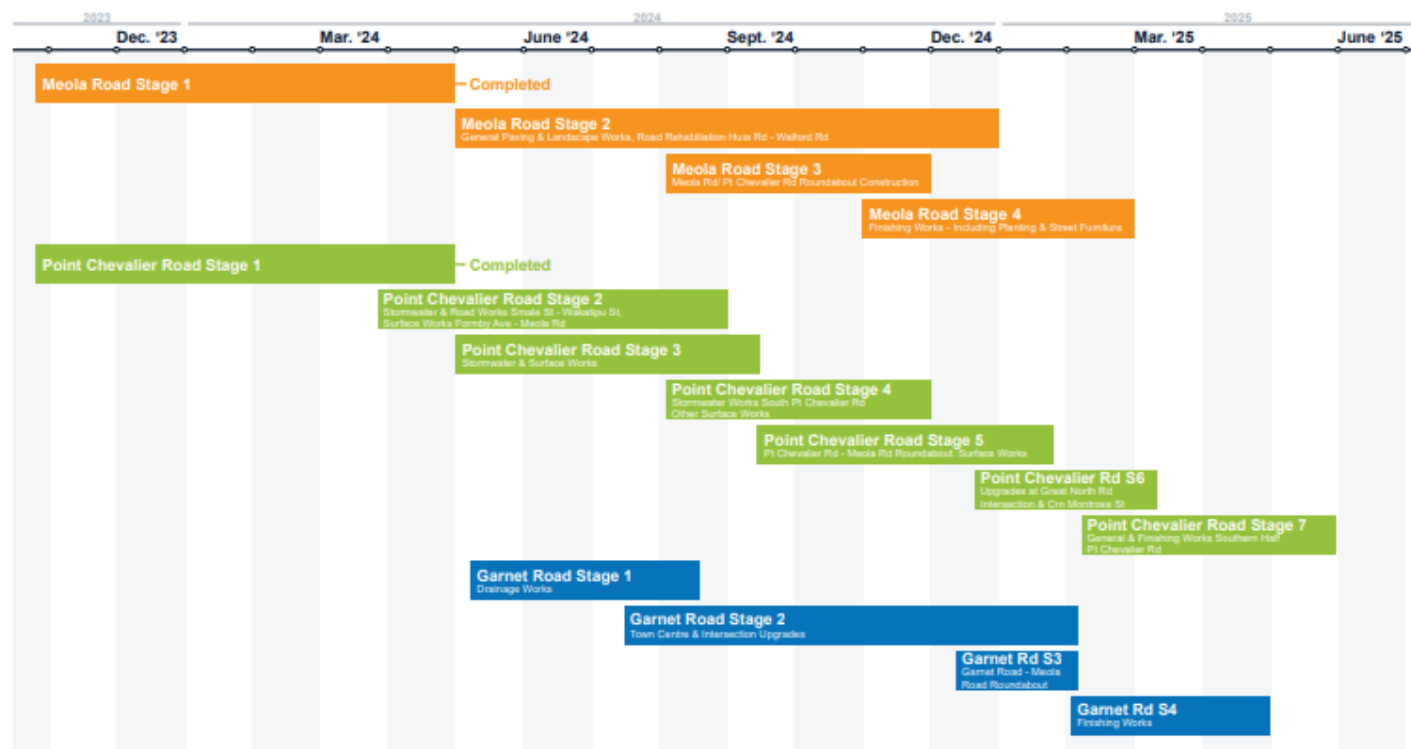 2023
2024
2025
Dec. '23
Mar. '24
June '24
Sept. '24
Dec. '24
Mar. '25
June '25
Meola Road Stage 1
Completed
Meola Road Stage 2
General Paving & Landscape Works, Road Rehabiliation Huia Rd - Walford Rd
Meola Road Stage 3
Meola Rd/ Pt Chevalier Rd Roundabout Construction
Meola Road Stage 4
Finishing Works - Including Planting & Street Furniture
Point Chevalier Road Stage 1
Completed
Point Chevalier Road Stage 2
Stormwater & Road Works Smale St - Wakatipu St,
Surface Works Formby Ave - Meola Rd
Point Chevalier Road Stage 3
Stormwater & Surface Works
Point Chevalier Road Stage 4
Stormwater Works South Pt Chevalier Rd
Other Surface Works
Point Chevalier Road Stage 5
Pt Chevalier Rd - Meola Rd Roundabout. Surface Works
Point Chevalier Rd S6
Upgrades at Great North Rd
Intersection & Crn Montrose St
Point Chevalier Road Stage 7
General & Finishing Works Southern Half
Pt Chevalier Rd
Garnet Road Stage 1
Drainage Works
Garnet Road Stage 2
Town Centre & Intersection Upgrades
Garnet Rd S3
Garnet Road - Meola
Road Roundabout
Garnet Rd S4
Finishing Works